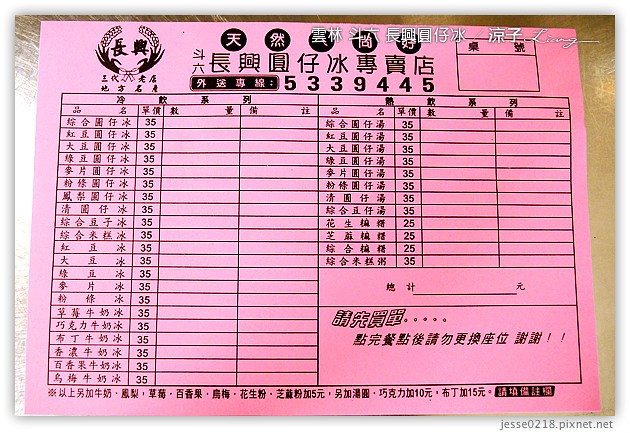 雲林 斗六 長興圓仔冰 - 涼子 Liang
長興
三代老店
地方名產
天然尚好
斗六 長興圓仔冰專賣店
外送專線：5339445
桌號
冷飲系列
品名 單價 數量 備註
綜合圓仔冰 35
紅豆圓仔冰 35
大豆圓仔冰 35
綠豆圓仔冰 35
麥片圓仔冰 35
粉條圓仔冰 35
鳳梨圓仔冰 35
清圓仔冰 35
綜合豆子冰 35
綜合米糕冰 35
紅豆冰 35
大豆冰 35
綠豆冰 35
麥片冰 35
粉條冰 35
草莓牛奶冰 35
巧克力牛奶冰 35
布丁牛奶冰 35
香濃牛奶冰 35
百香果牛奶冰 35
烏梅牛奶冰 35
熱飲系列
品名 單價 數量 備註
綜合圓仔湯 35
紅豆圓仔湯 35
大豆圓仔湯 35
綠豆圓仔湯 35
麥片圓仔湯 35
粉條圓仔湯 35
清圓仔湯 35
綜合豆仔湯 35
花生糄糬 25
芝麻糄糬 25
綜合糄糬 25
綜合米糕粥 35
總計 元
請先買單．．．．．
點完餐點後請勿更換座位 謝謝！！
※以上另加牛奶．鳳梨，草莓．百香果．烏梅．花生粉．芝蔴粉加5元，另加湯圓．巧克力加10元，布丁加15元。請填備註欄
jesse0218.pixnet.net